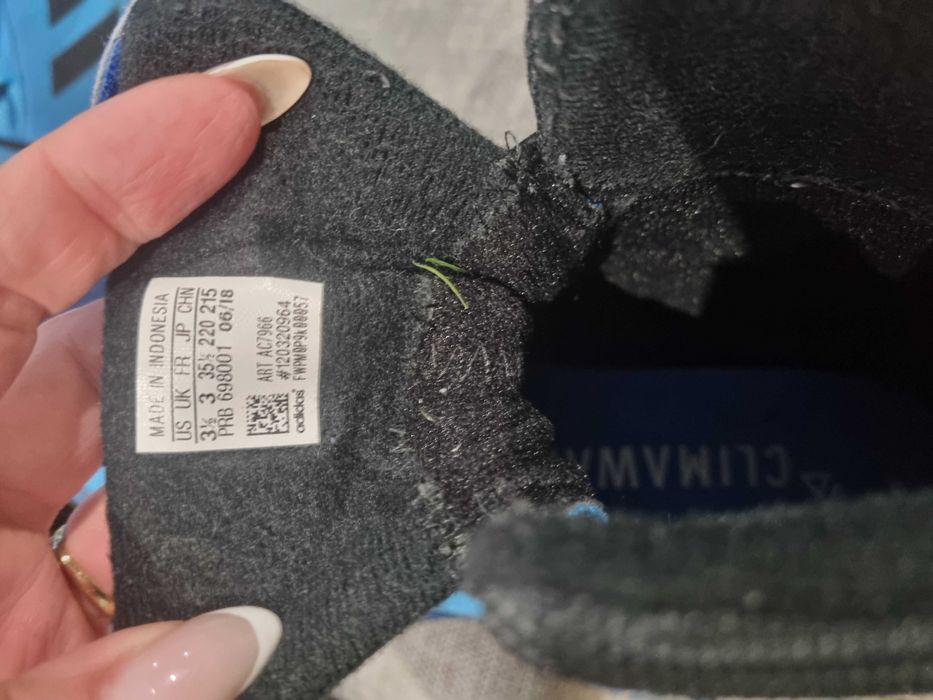 MADE IN INDONESIA
US UK FR JP CHN
3½ 3 35½ 220 215
PRB 698001 06/18
ART AC7966
#120320964
adidas® FWPM0P9K00057
CLIMAWA